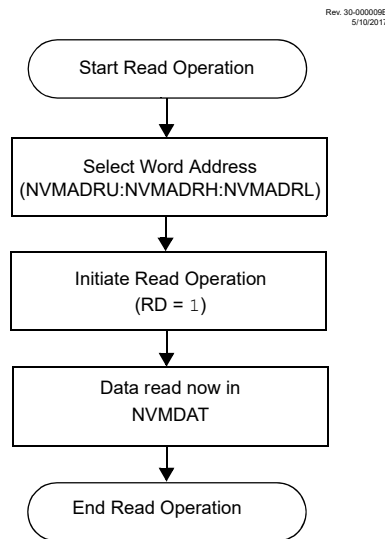 Rev. 30-000009B
5/10/2017
Start Read Operation
Select Word Address
(NVMADRU:NVMADRH:NVMADRL)
Initiate Read Operation
(RD = 1)
Data read now in
NVMDAT
End Read Operation